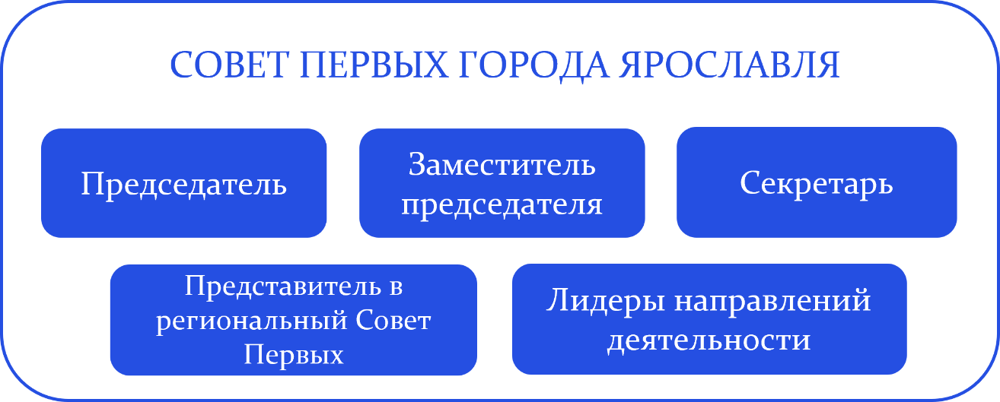 СОВЕТ ПЕРВЫХ ГОРОДА ЯРОСЛАВЛЯ
Председатель
Заместитель
председателя
Секретарь
Представитель в
региональный Совет
Первых
Лидеры направлений
деятельности